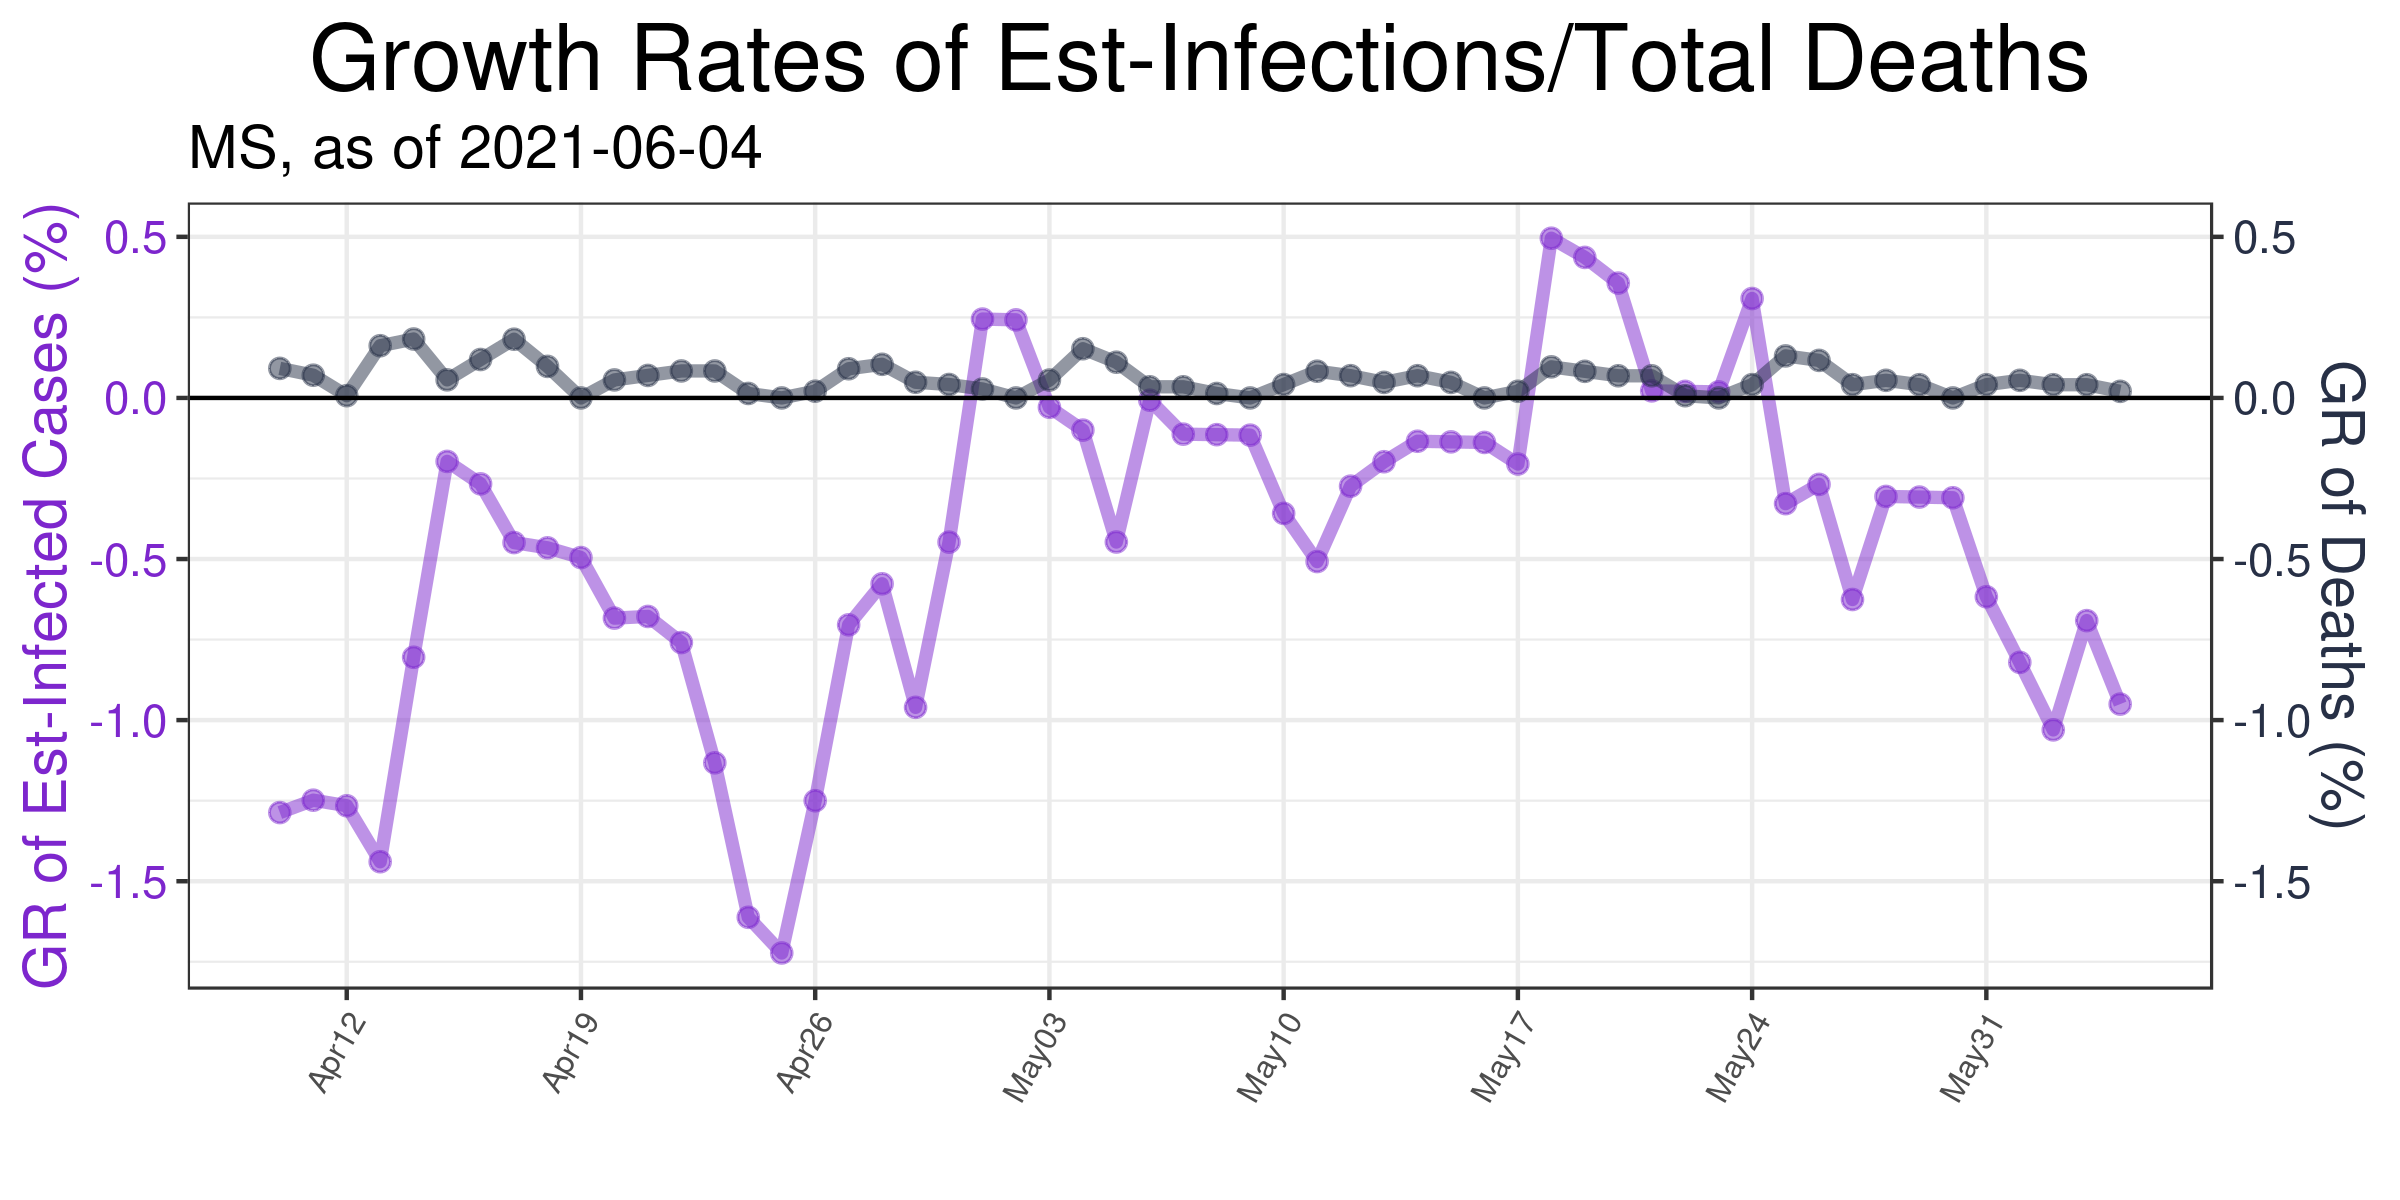 Growth Rates of Est-Infections/Total Deaths
MS, as of 2021-06-04
GR of Est-Infected Cases (%)
0.5
0.0
-0.5
-1.0
-1.5
0.5
0.0
-0.5
-1.0
-1.5
GR of Deaths (%)
Apr12
Apr19
Apr26
May03
May10
May17
May24
May31